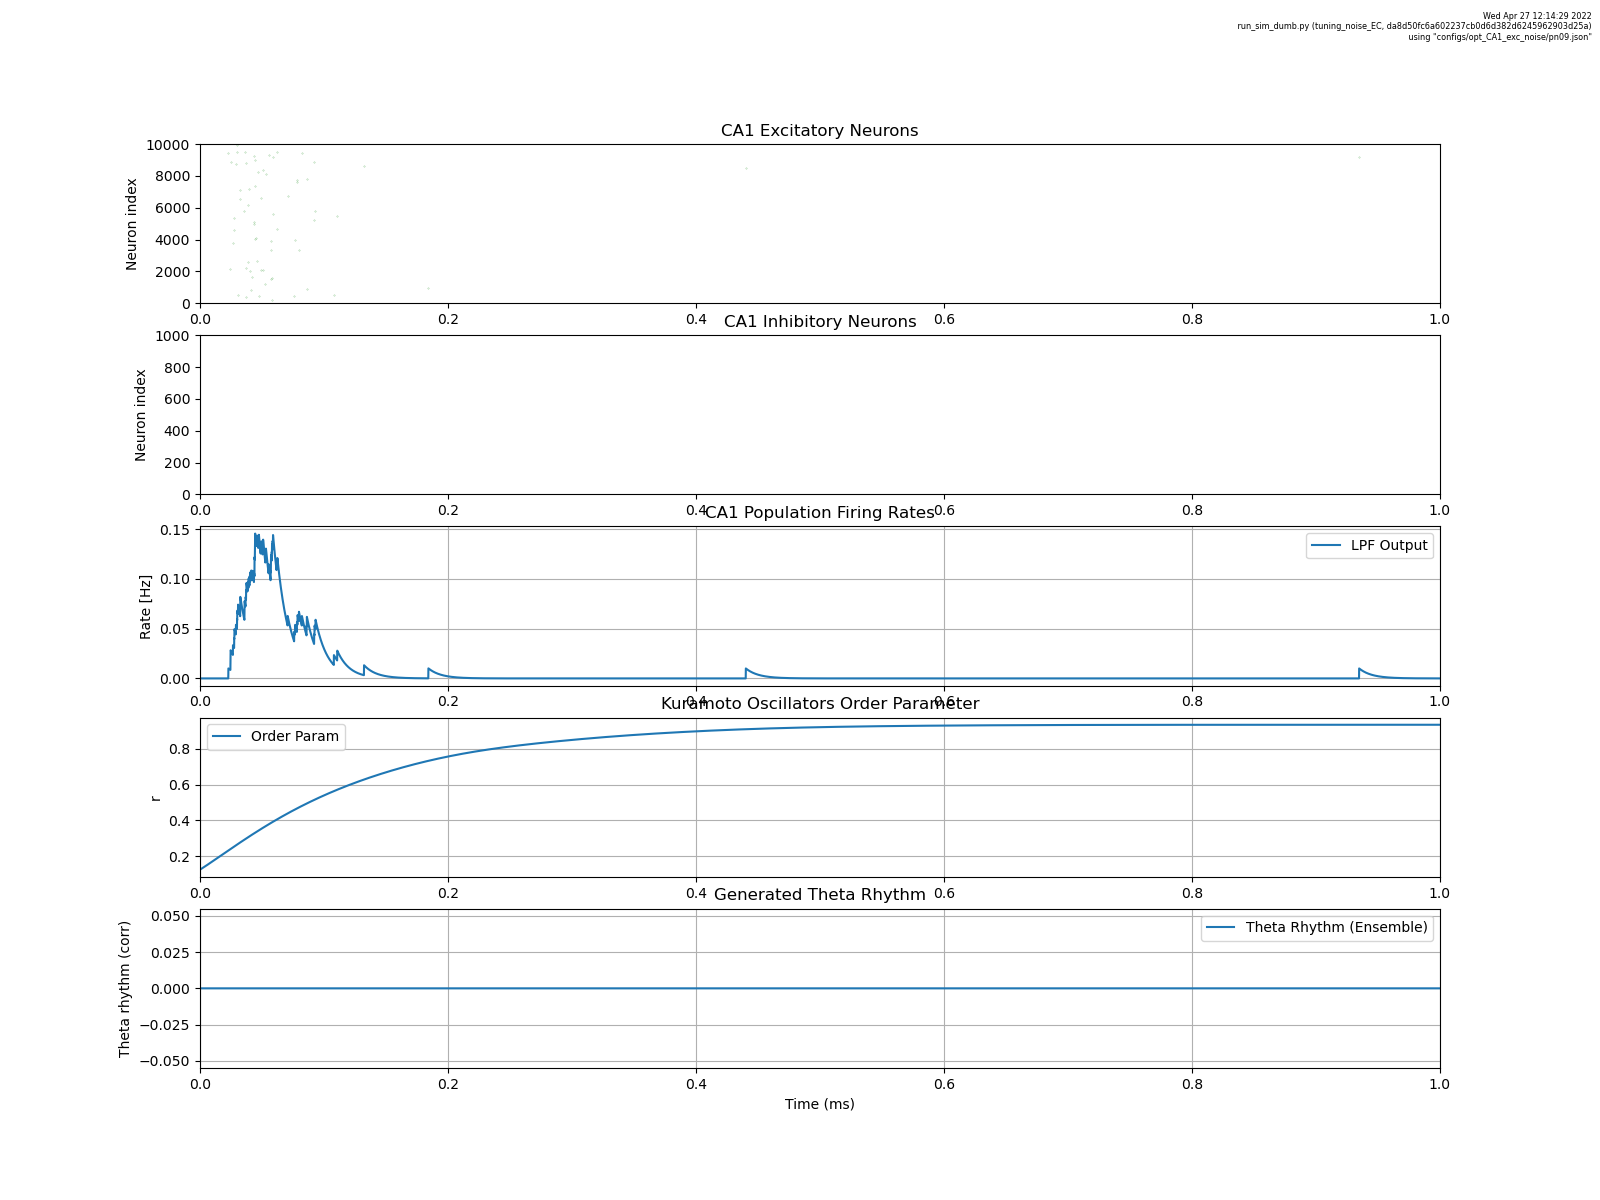 Wed Apr 27 12:14:29 2022
run_sim_dumb.py (tuning_noise_EC, da8d50fc6a602237cb0d6d382d6245962903d25a)
using "configs/opt_CA1_exc_noise/pn09.json"
CA1 Excitatory Neurons
10000
8000
6000
4000
2000
0
Neuron index
0.0 0.2 0.4 0.6 0.8 1.0
CA1 Inhibitory Neurons
1000
800
600
400
200
0
Neuron index
0.0 0.2 0.4 0.6 0.8 1.0
CA1 Population Firing Rates
0.15
0.10
0.05
0.00
Rate [Hz]
LPF Output
0.0 0.2 0.4 0.6 0.8 1.0
Kuramoto Oscillators Order Parameter
0.8
0.6
0.4
0.2
r
Order Param
0.0 0.2 0.4 0.6 0.8 1.0
Generated Theta Rhythm
0.050
0.025
0.000
−0.025
−0.050
Theta rhythm (corr)
Theta Rhythm (Ensemble)
0.0 0.2 0.4 0.6 0.8 1.0
Time (ms)